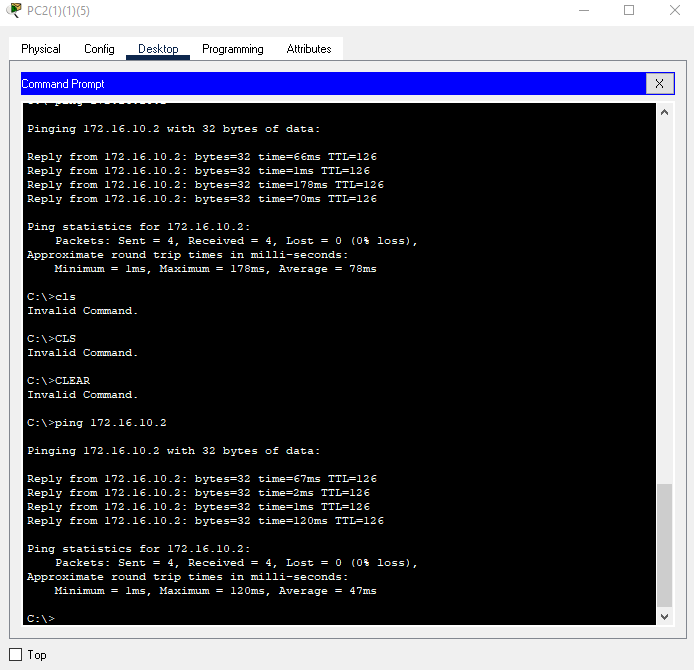 PC2(1)(1)(5)
Physical Config Desktop Programming Attributes
Command Prompt X
Pinging 172.16.10.2 with 32 bytes of data:
Reply from 172.16.10.2: bytes=32 time=66ms TTL=126
Reply from 172.16.10.2: bytes=32 time=1ms TTL=126
Reply from 172.16.10.2: bytes=32 time=178ms TTL=126
Reply from 172.16.10.2: bytes=32 time=70ms TTL=126
Ping statistics for 172.16.10.2:
Packets: Sent = 4, Received = 4, Lost = 0 (0% loss),
Approximate round trip times in milli-seconds:
Minimum = 1ms, Maximum = 178ms, Average = 78ms
C:\>cls
Invalid Command.
C:\>CLS
Invalid Command.
C:\>CLEAR
Invalid Command.
C:\>ping 172.16.10.2
Pinging 172.16.10.2 with 32 bytes of data:
Reply from 172.16.10.2: bytes=32 time=67ms TTL=126
Reply from 172.16.10.2: bytes=32 time=2ms TTL=126
Reply from 172.16.10.2: bytes=32 time=1ms TTL=126
Reply from 172.16.10.2: bytes=32 time=120ms TTL=126
Ping statistics for 172.16.10.2:
Packets: Sent = 4, Received = 4, Lost = 0 (0% loss),
Approximate round trip times in milli-seconds:
Minimum = 1ms, Maximum = 120ms, Average = 47ms
C:\>
Top